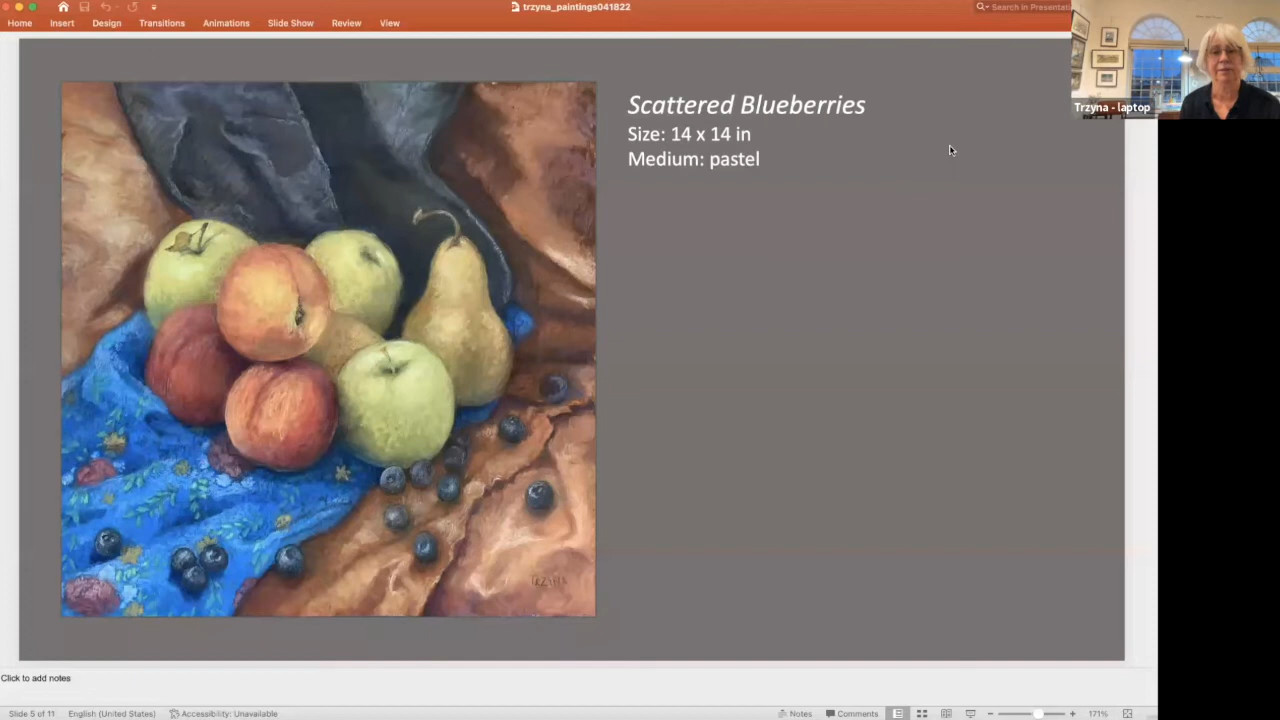 trzyna_paintings041822
Search in Presentat
Home Insert Design Transitions Animations Slide Show Review View
Trzyna - laptop
Scattered Blueberries
Size: 14 x 14 in
Medium: pastel
TRZYNA
Click to add notes
Slide 5 of 11 English (United States) Accessibility: Unavailable Notes Comments 171%